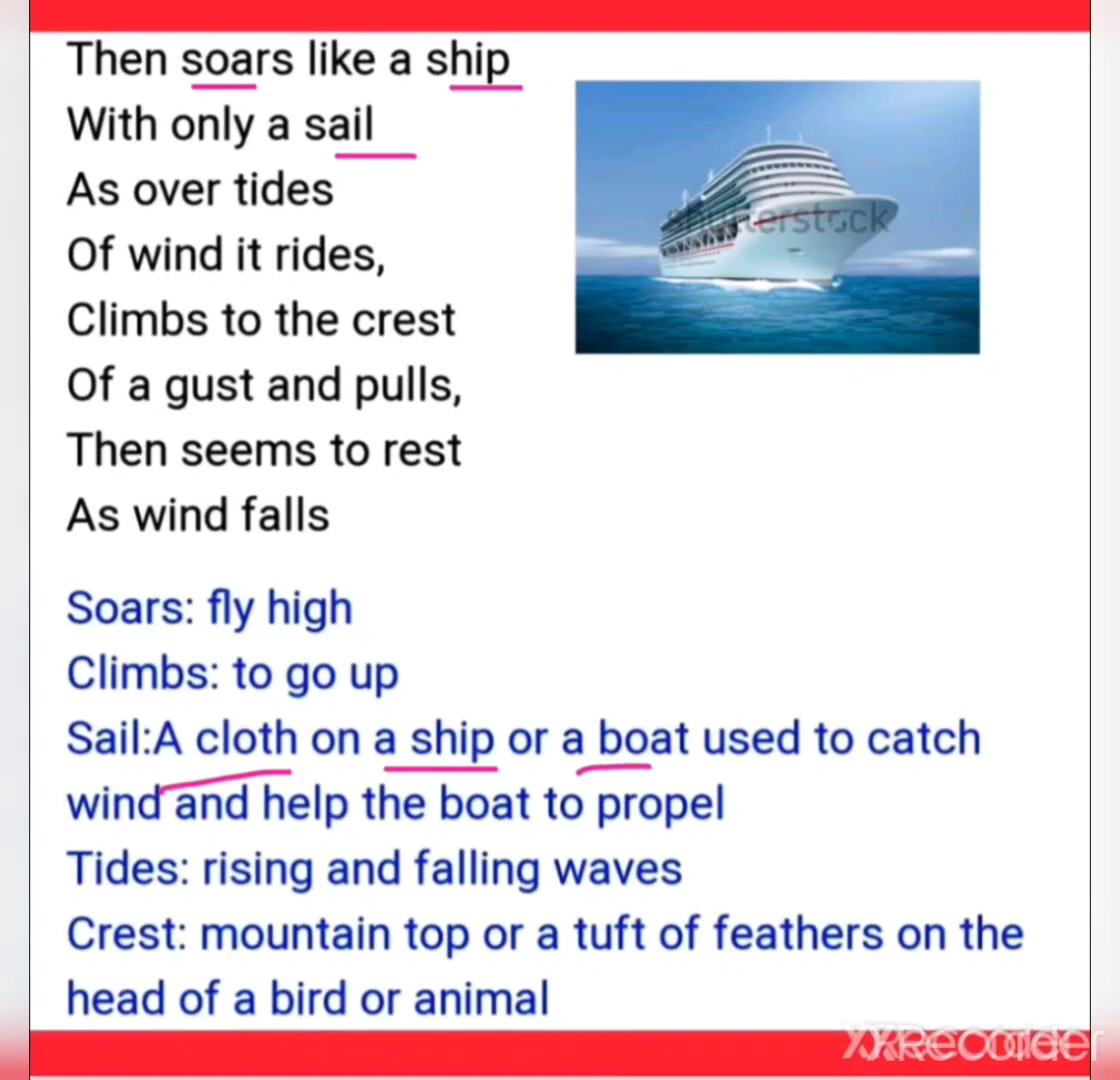 Then soars like a ship
With only a sail
As over tides
Of wind it rides,
Climbs to the crest
Of a gust and pulls,
Then seems to rest
As wind falls
shutterstock
Soars: fly high
Climbs: to go up
Sail:A cloth on a ship or a boat used to catch
wind and help the boat to propel
Tides: rising and falling waves
Crest: mountain top or a tuft of feathers on the
head of a bird or animal
XRecorder